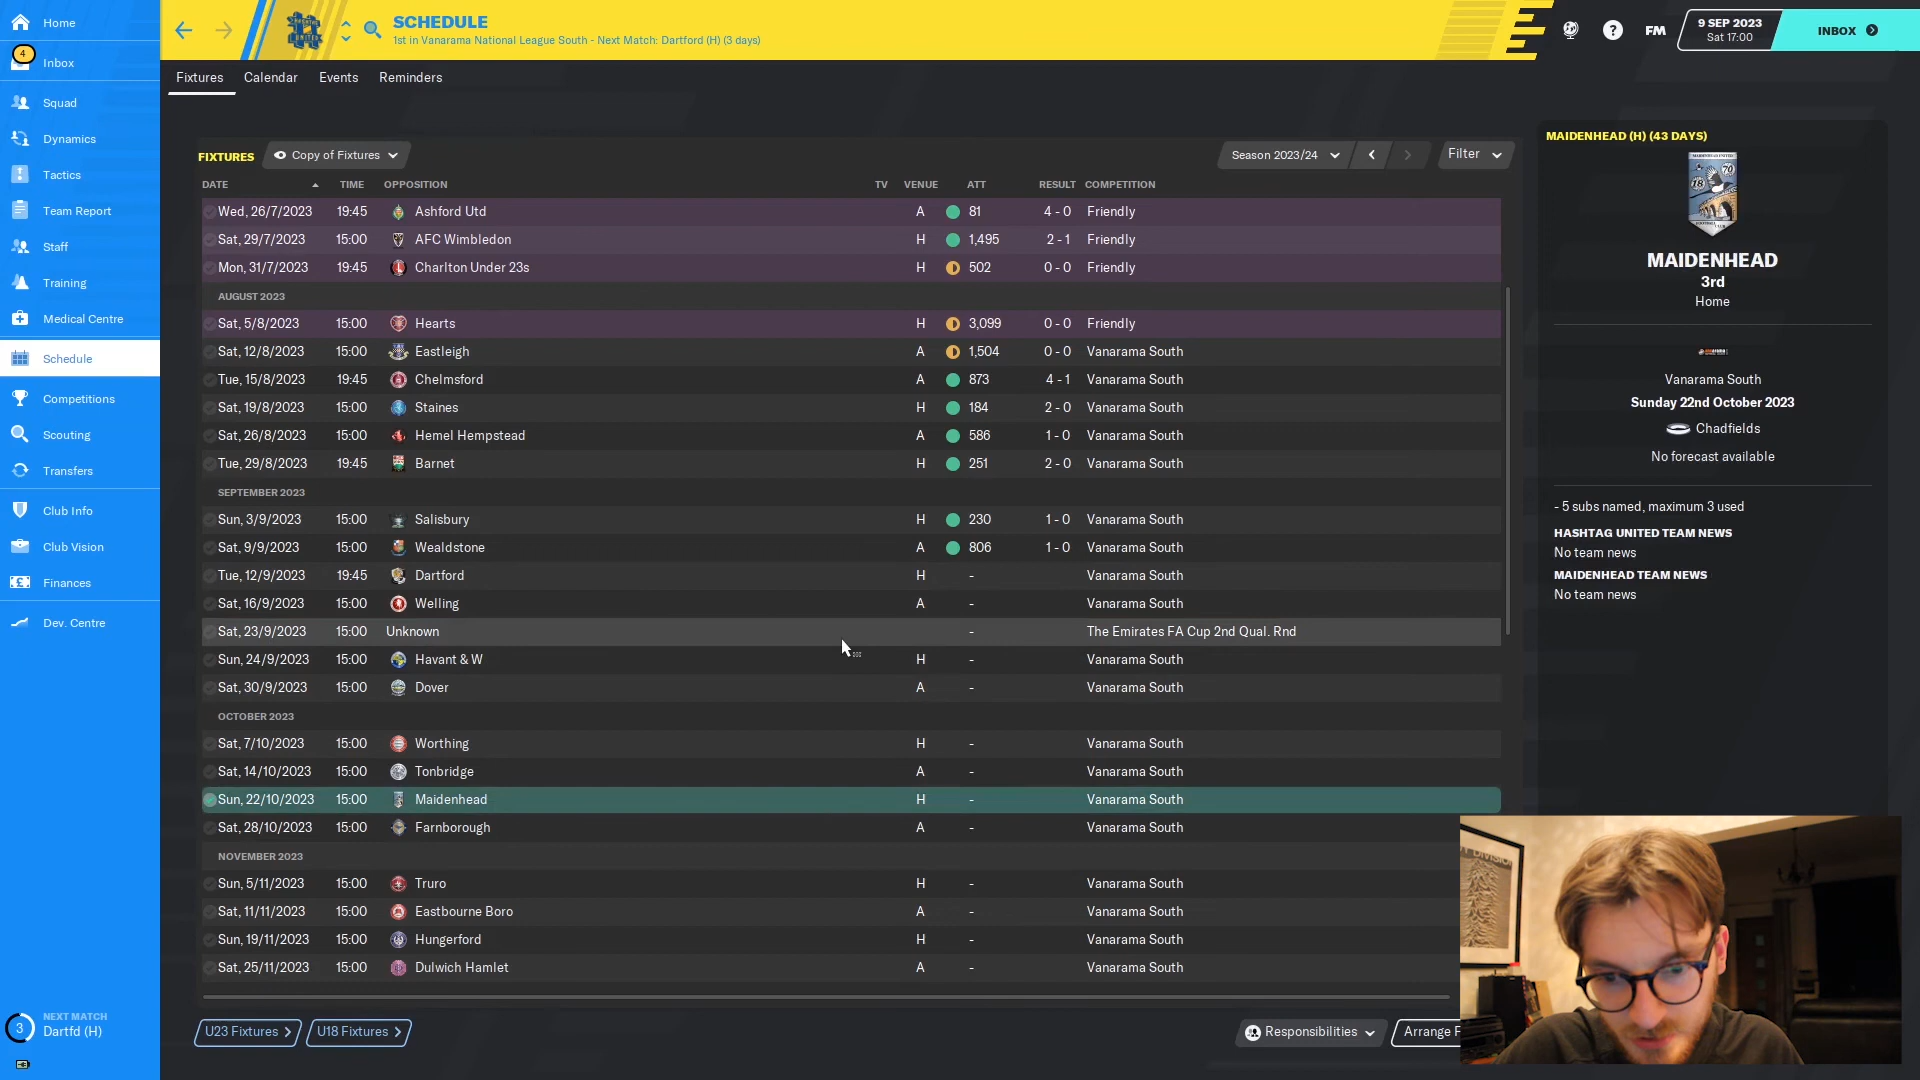 Home
4
Inbox
Squad
Dynamics
Tactics
Team Report
Staff
Training
Medical Centre
Schedule
Competitions
Scouting
Transfers
Club Info
Club Vision
Finances
Dev. Centre
3
NEXT MATCH
Dartfd (H)
SCHEDULE
1st in Vanarama National League South - Next Match: Dartford (H) (3 days)
?
FM
9 SEP 2023
Sat 17:00
INBOX
Fixtures Calendar Events Reminders
FIXTURES Copy of Fixtures Season 2023/24 Filter
DATE TIME OPPOSITION TV VENUE ATT RESULT COMPETITION
Wed, 26/7/2023 19:45 Ashford Utd A 81 4 - 0 Friendly
Sat, 29/7/2023 15:00 AFC Wimbledon H 1,495 2 - 1 Friendly
Mon, 31/7/2023 19:45 Charlton Under 23s H 502 0 - 0 Friendly
AUGUST 2023
Sat, 5/8/2023 15:00 Hearts H 3,099 0 - 0 Friendly
Sat, 12/8/2023 15:00 Eastleigh A 1,504 0 - 0 Vanarama South
Tue, 15/8/2023 19:45 Chelmsford A 873 4 - 1 Vanarama South
Sat, 19/8/2023 15:00 Staines H 184 2 - 0 Vanarama South
Sat, 26/8/2023 15:00 Hemel Hempstead A 586 1 - 0 Vanarama South
Tue, 29/8/2023 19:45 Barnet H 251 2 - 0 Vanarama South
SEPTEMBER 2023
Sun, 3/9/2023 15:00 Salisbury H 230 1 - 0 Vanarama South
Sat, 9/9/2023 15:00 Wealdstone A 806 1 - 0 Vanarama South
Tue, 12/9/2023 19:45 Dartford H - Vanarama South
Sat, 16/9/2023 15:00 Welling A - Vanarama South
Sat, 23/9/2023 15:00 Unknown - The Emirates FA Cup 2nd Qual. Rnd
Sun, 24/9/2023 15:00 Havant & W H - Vanarama South
Sat, 30/9/2023 15:00 Dover A - Vanarama South
OCTOBER 2023
Sat, 7/10/2023 15:00 Worthing H - Vanarama South
Sat, 14/10/2023 15:00 Tonbridge A - Vanarama South
Sun, 22/10/2023 15:00 Maidenhead H - Vanarama South
Sat, 28/10/2023 15:00 Farnborough A - Vanarama South
NOVEMBER 2023
Sun, 5/11/2023 15:00 Truro H - Vanarama South
Sat, 11/11/2023 15:00 Eastbourne Boro A - Vanarama South
Sun, 19/11/2023 15:00 Hungerford H - Vanarama South
Sat, 25/11/2023 15:00 Dulwich Hamlet A - Vanarama South
U23 Fixtures U18 Fixtures Responsibilities Arrange F
MAIDENHEAD (H) (43 DAYS)
MAIDENHEAD UNITED
18 70
MAIDENHEAD
3rd
Home
Vanarama South
Sunday 22nd October 2023
Chadfields
No forecast available
- 5 subs named, maximum 3 used
HASHTAG UNITED TEAM NEWS
No team news
MAIDENHEAD TEAM NEWS
No team news
DIVISION